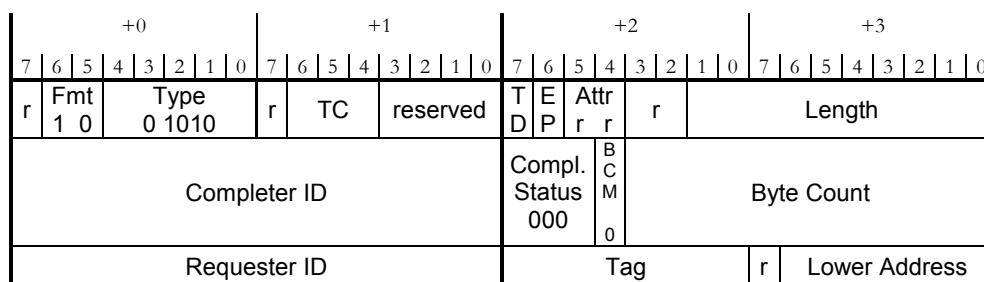 +0 +1 +2 +3
7 6 5 4 3 2 1 0 7 6 5 4 3 2 1 0 7 6 5 4 3 2 1 0 7 6 5 4 3 2 1 0
r Fmt 1 0 Type 0 1010 r TC reserved TD EP Attr r r r Length
Completer ID Compl. Status 000 BCM 0 Byte Count
Requester ID Tag r Lower Address